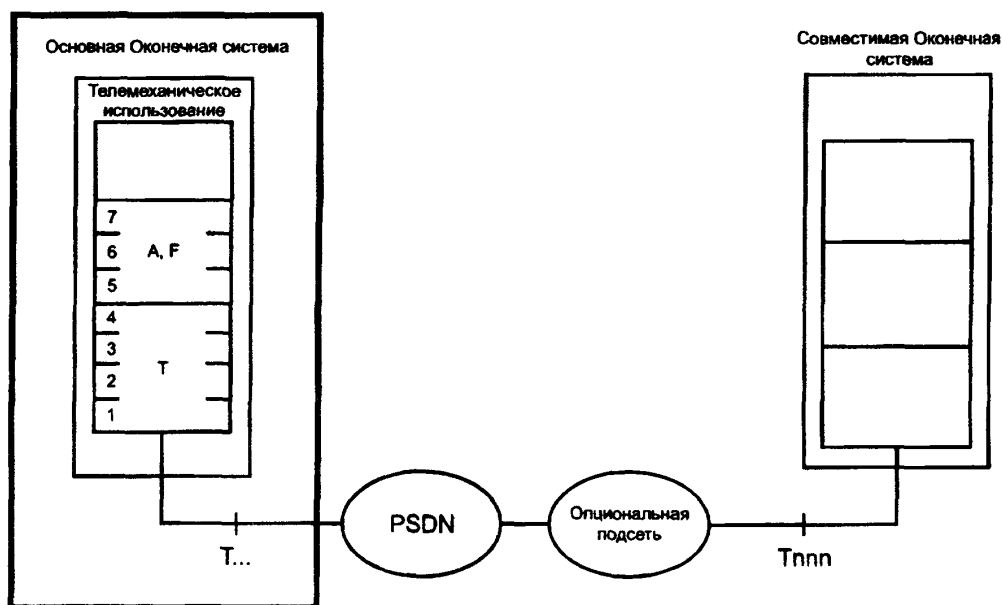 Основная Оконечная система
Телемеханическое
использование
7
6
A, F
5
4
3
T
2
1
T...
PSDN
Опциональная
подсеть
Совместимая Оконечная
система
Tnnn